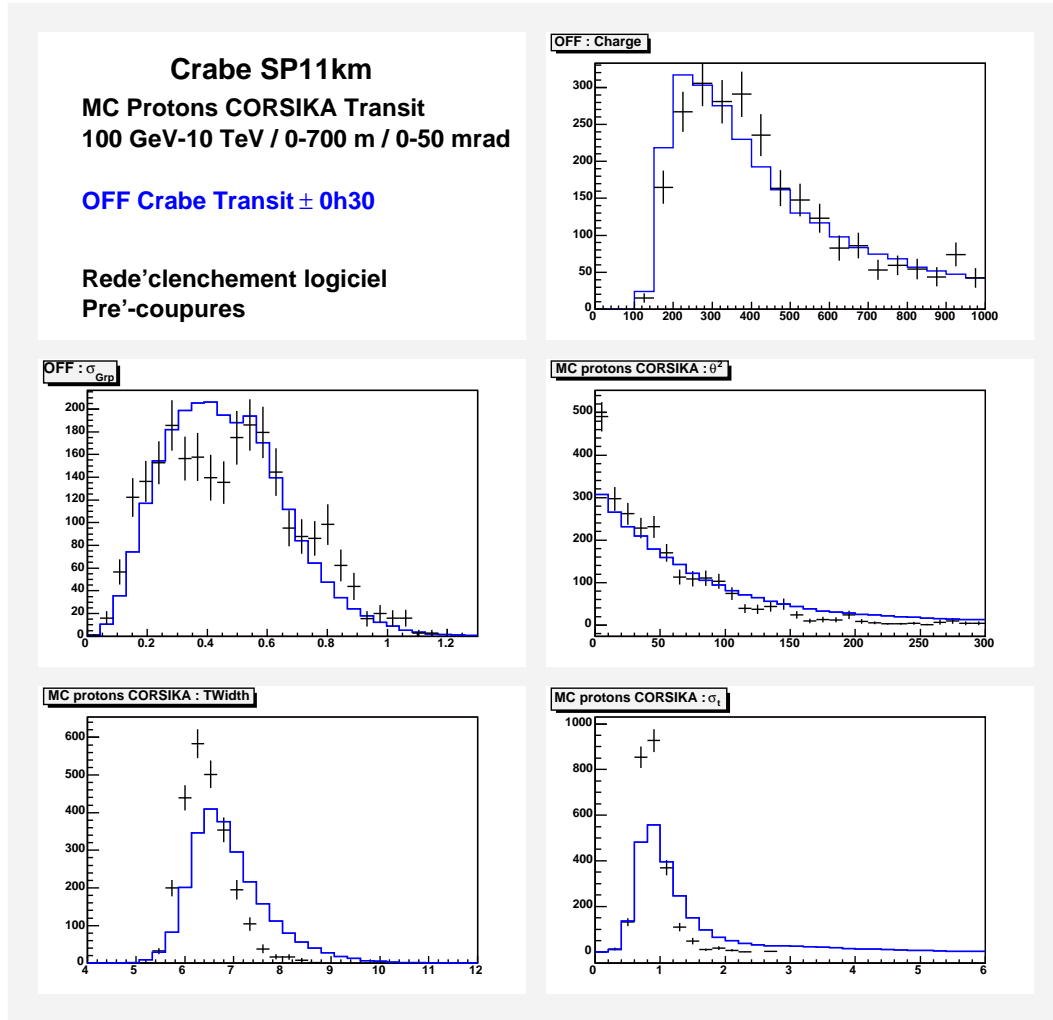 Crabe SP11km
MC Protons CORSIKA Transit
100 GeV-10 TeV / 0-700 m / 0-50 mrad
OFF Crabe Transit ± 0h30
Rede'clenchement logiciel
Pre'-coupures
OFF : Charge
300
250
200
150
100
50
0
0 100 200 300 400 500 600 700 800 900 1000
OFF : σGrp
200
180
160
140
120
100
80
60
40
20
0
0 0.2 0.4 0.6 0.8 1 1.2
MC protons CORSIKA : θ²
500
400
300
200
100
0
0 50 100 150 200 250 300
MC protons CORSIKA : TWidth
600
500
400
300
200
100
0
4 5 6 7 8 9 10 11 12
MC protons CORSIKA : σt
1000
800
600
400
200
0
0 1 2 3 4 5 6